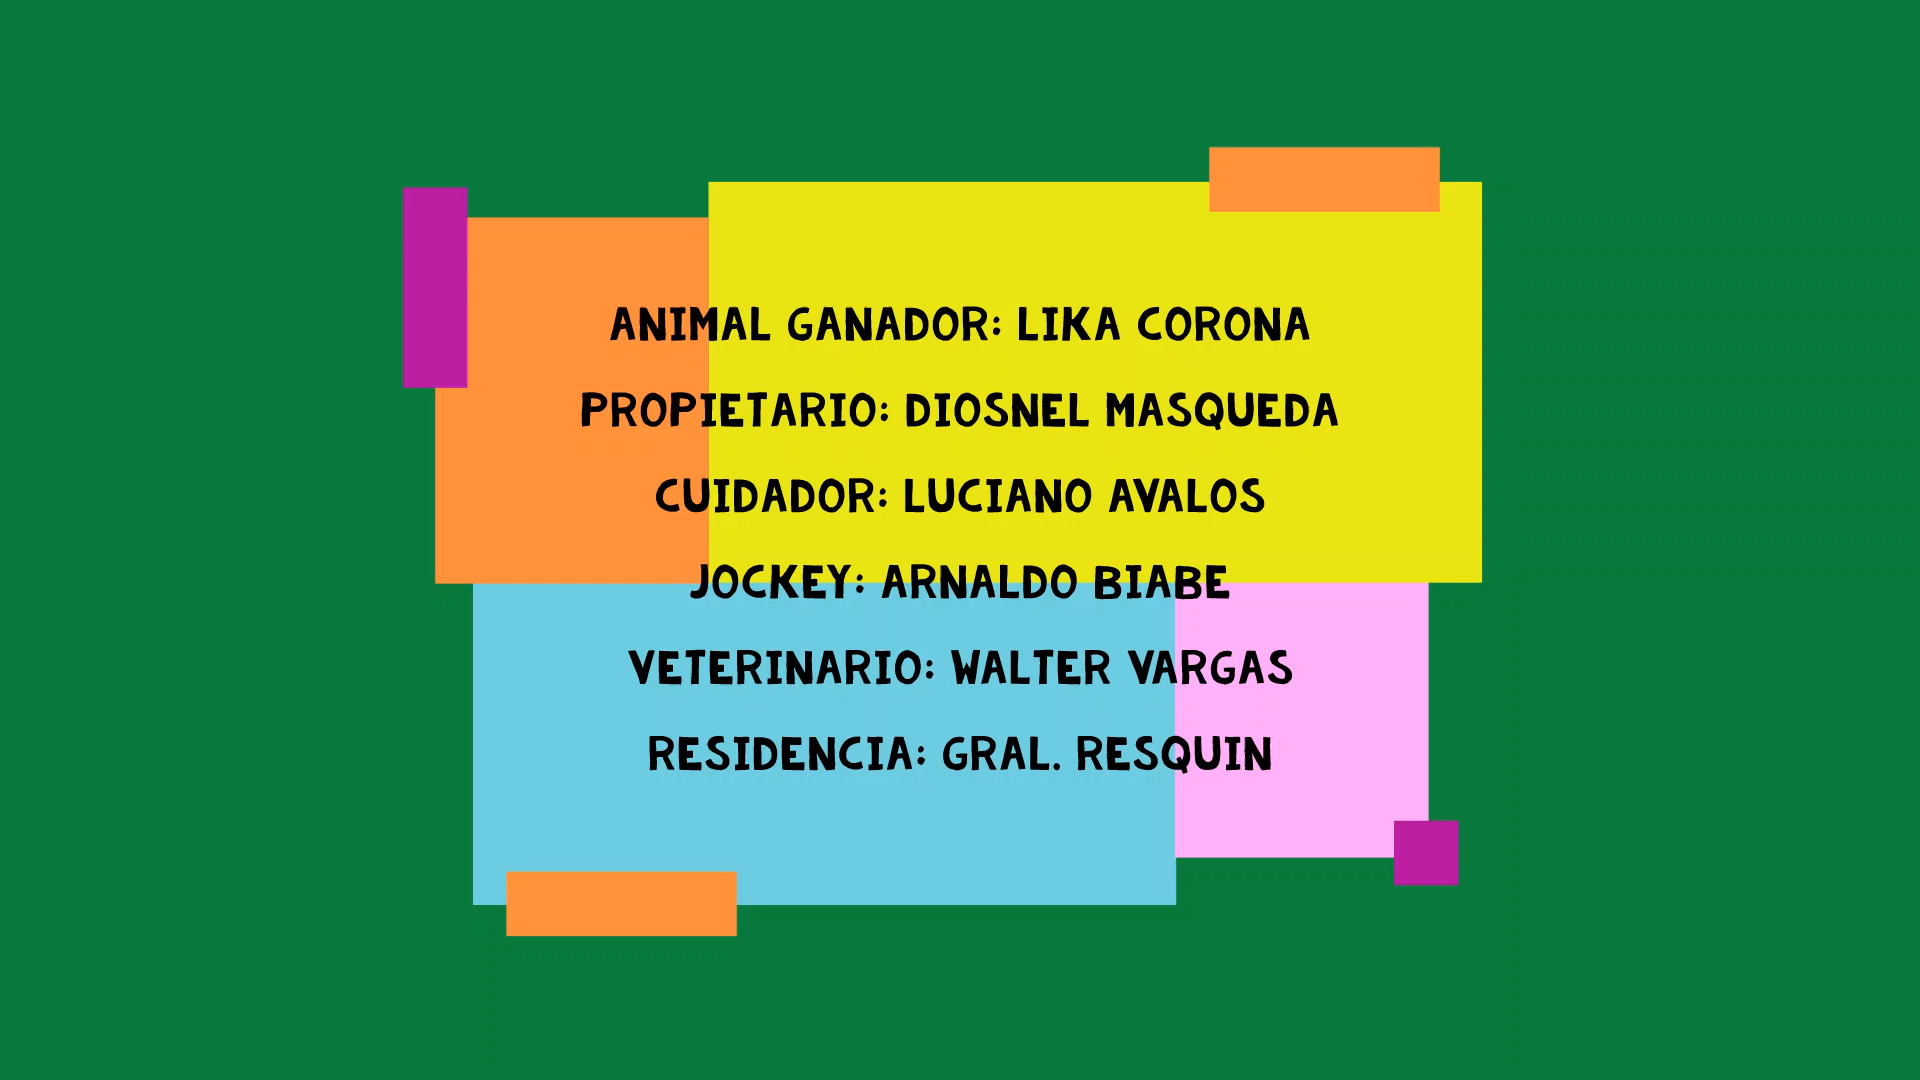 ANIMAL GANADOR: LIKA CORONA
PROPIETARIO: DIOSNEL MASQUEDA
CUIDADOR: LUCIANO AVALOS
JOCKEY: ARNALDO BIABE
VETERINARIO: WALTER VARGAS
RESIDENCIA: GRAL. RESQUIN